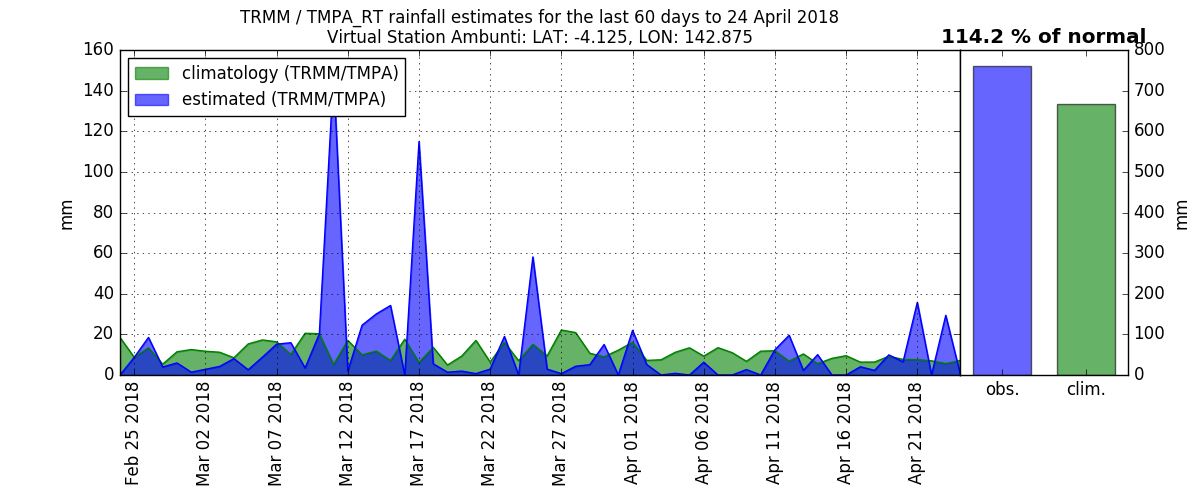 TRMM / TMPA_RT rainfall estimates for the last 60 days to 24 April 2018
Virtual Station Ambunti: LAT: -4.125, LON: 142.875
114.2 % of normal
climatology (TRMM/TMPA)
estimated (TRMM/TMPA)
mm
160
140
120
100
80
60
40
20
0
Feb 25 2018
Mar 02 2018
Mar 07 2018
Mar 12 2018
Mar 17 2018
Mar 22 2018
Mar 27 2018
Apr 01 2018
Apr 06 2018
Apr 11 2018
Apr 16 2018
Apr 21 2018
obs.
clim.
800
700
600
500
400
300
200
100
0
mm